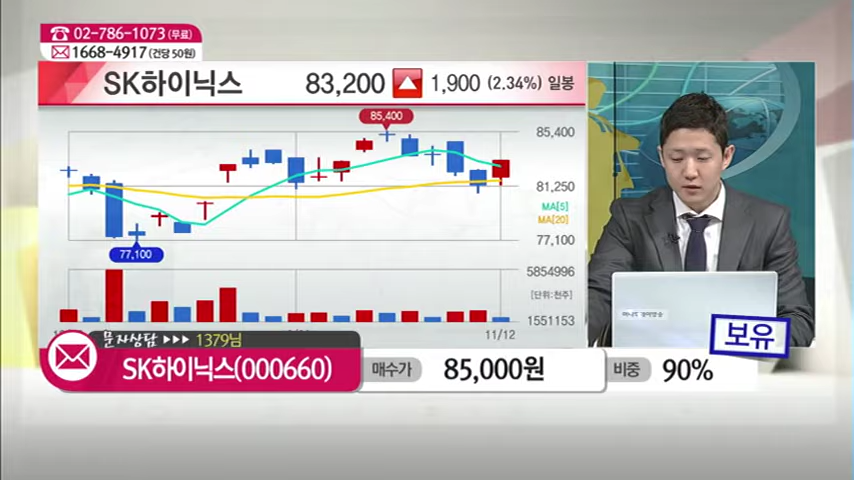 02-786-1073 (무료)
1668-4917 (건당 50원)
SK하이닉스 83,200 1,900 (2.34%) 일봉
85,400
85,400
81,250
MA[5]
MA[20]
77,100
77,100
5854996
[단위:천주]
1551153
11/12
문자상담 ▶▶▶ 1379님
보유
SK하이닉스(000660) 매수가 85,000원 비중 90%